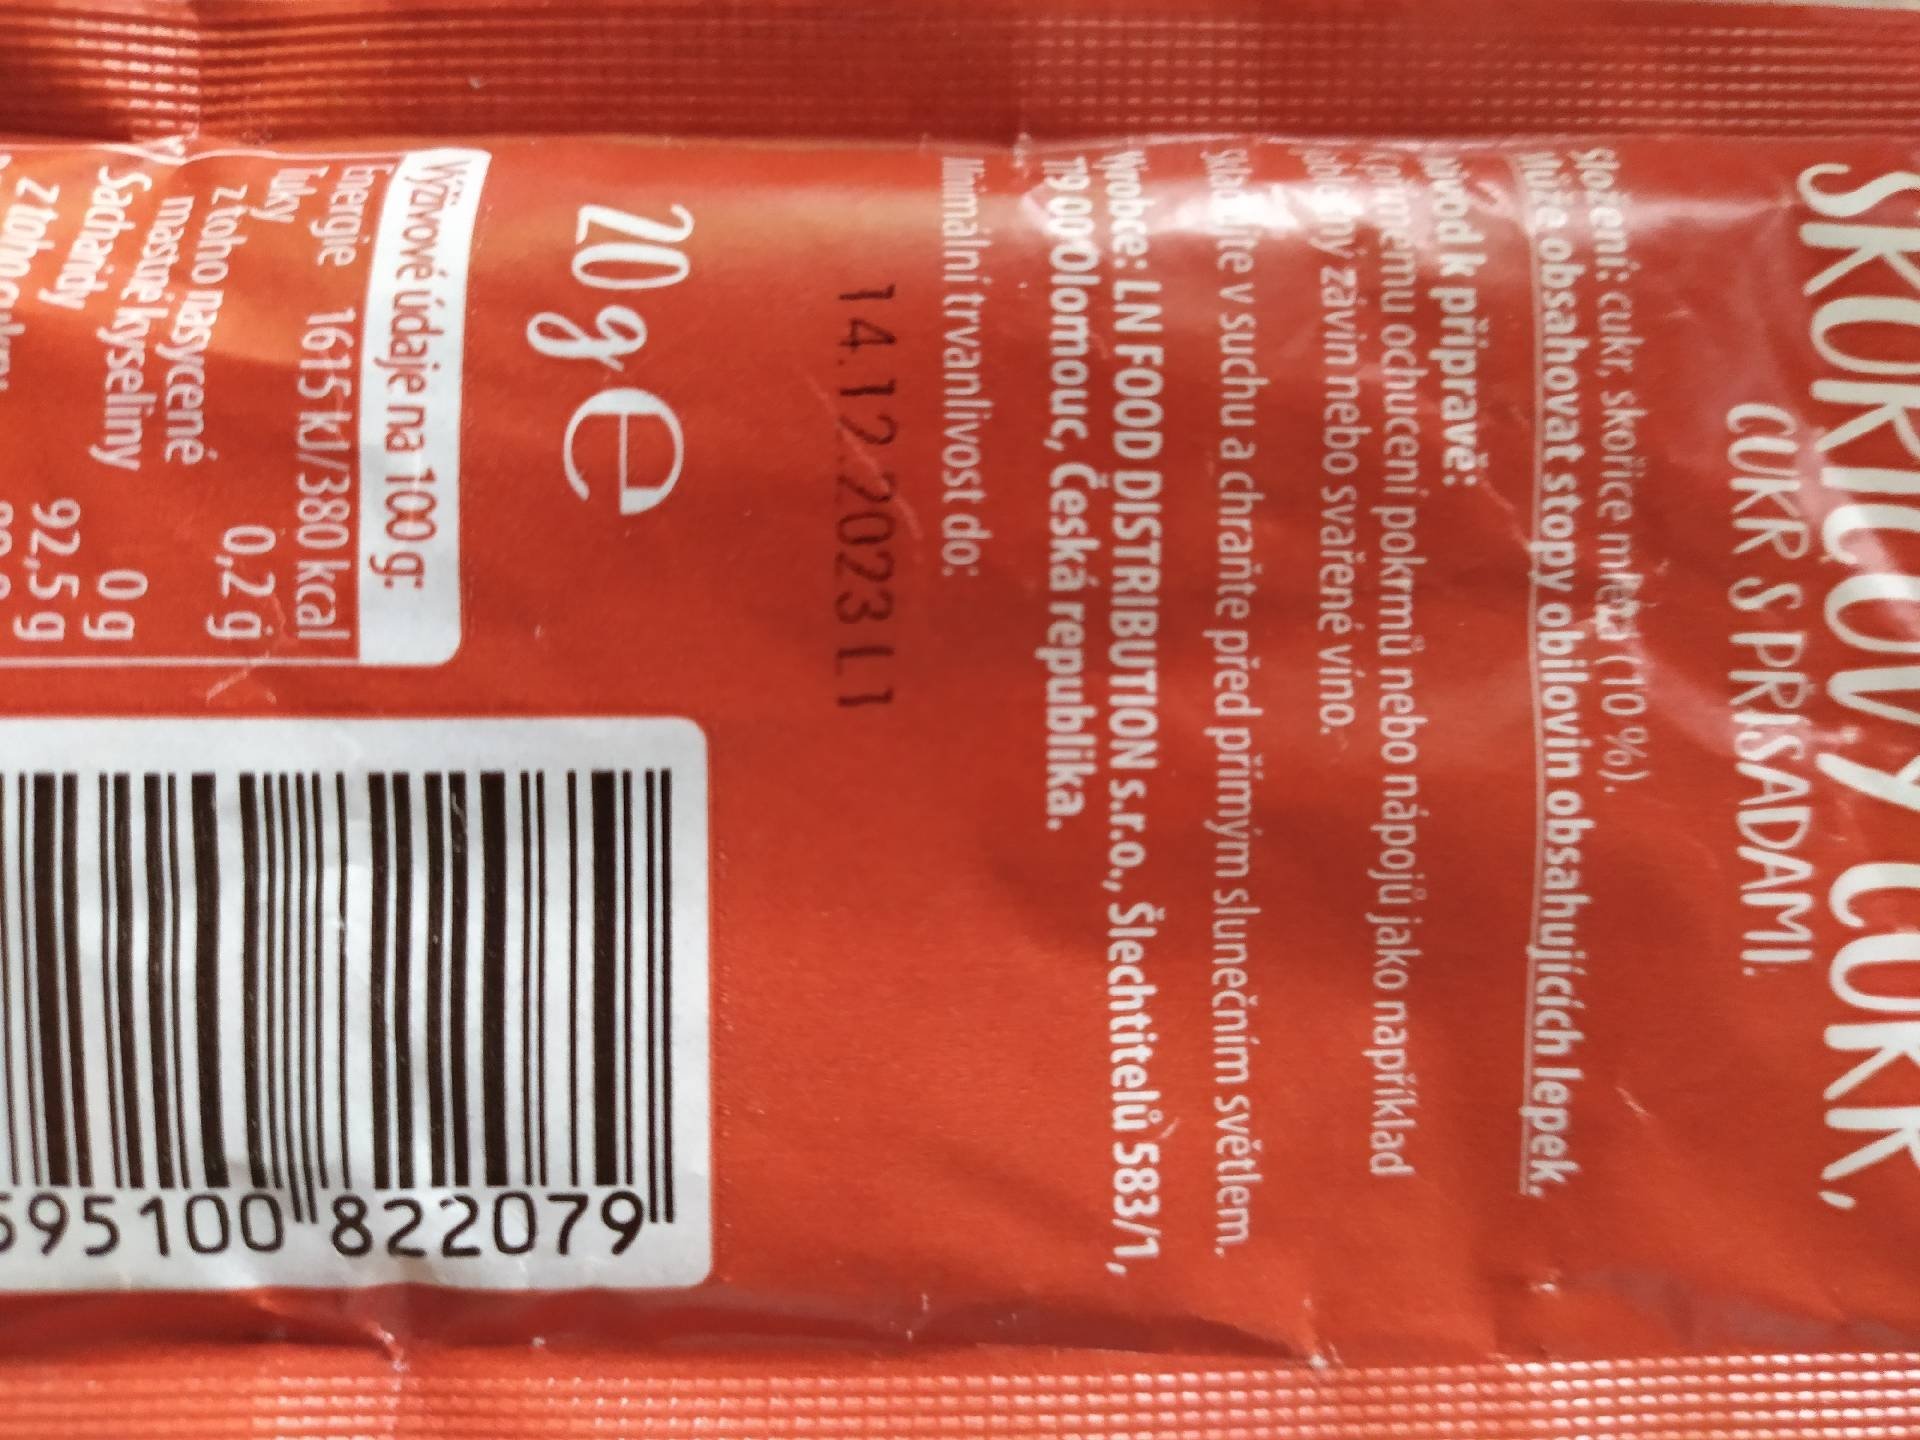 SKOŘICOVÝ CUKR,
CUKR S PŘÍSADAMI.
Složení: cukr, skořice mletá (10 %).
Může obsahovat stopy obilovin obsahujících lepek.
Návod k přípravě:
K přímému ochucení pokrmů nebo nápojů jako například
závin nebo svařené víno.
Skladujte v suchu a chraňte před přímým slunečním světlem.
Výrobce: LN FOOD DISTRIBUTION s.r.o., Šlechtitelů 583/1,
779 00 Olomouc, Česká republika.
Minimální trvanlivost do:
14.12.2023 L1
20 g e
Výživové údaje na 100 g:
Energie 1615 kJ/380 kcal
Tuky 0,2 g
z toho nasycené
mastné kyseliny 0 g
Sacharidy 92,5 g
z toho
595100 822079